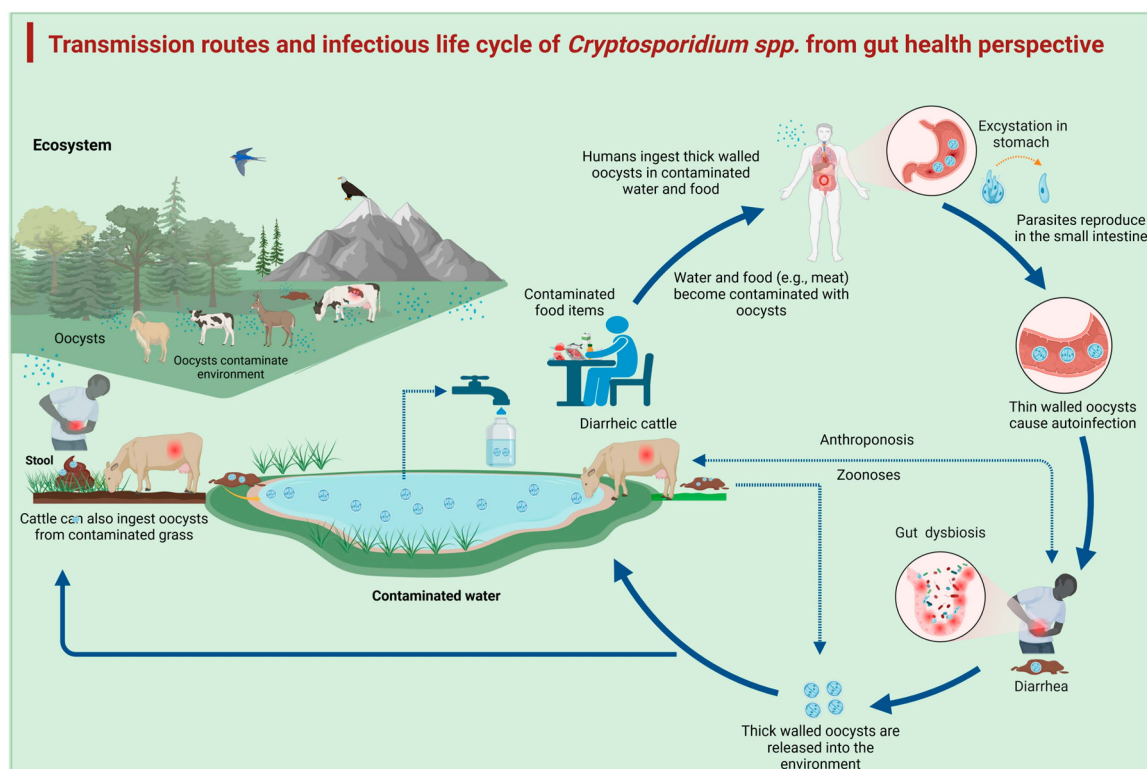 Transmission routes and infectious life cycle of Cryptosporidium spp. from gut health perspective
Ecosystem
Oocysts
Oocysts contaminate
environment
Stool
Cattle can also ingest oocysts
from contaminated grass
Contaminated water
Contaminated
food items
Diarrheic cattle
Humans ingest thick walled
oocysts in contaminated
water and food
Water and food (e.g., meat)
become contaminated with
oocysts
Excystation in
stomach
Parasites reproduce
in the small intestine
Thin walled oocysts
cause autoinfection
Anthroponosis
Zoonoses
Gut dysbiosis
Diarrhea
Thick walled oocysts are
released into the
environment